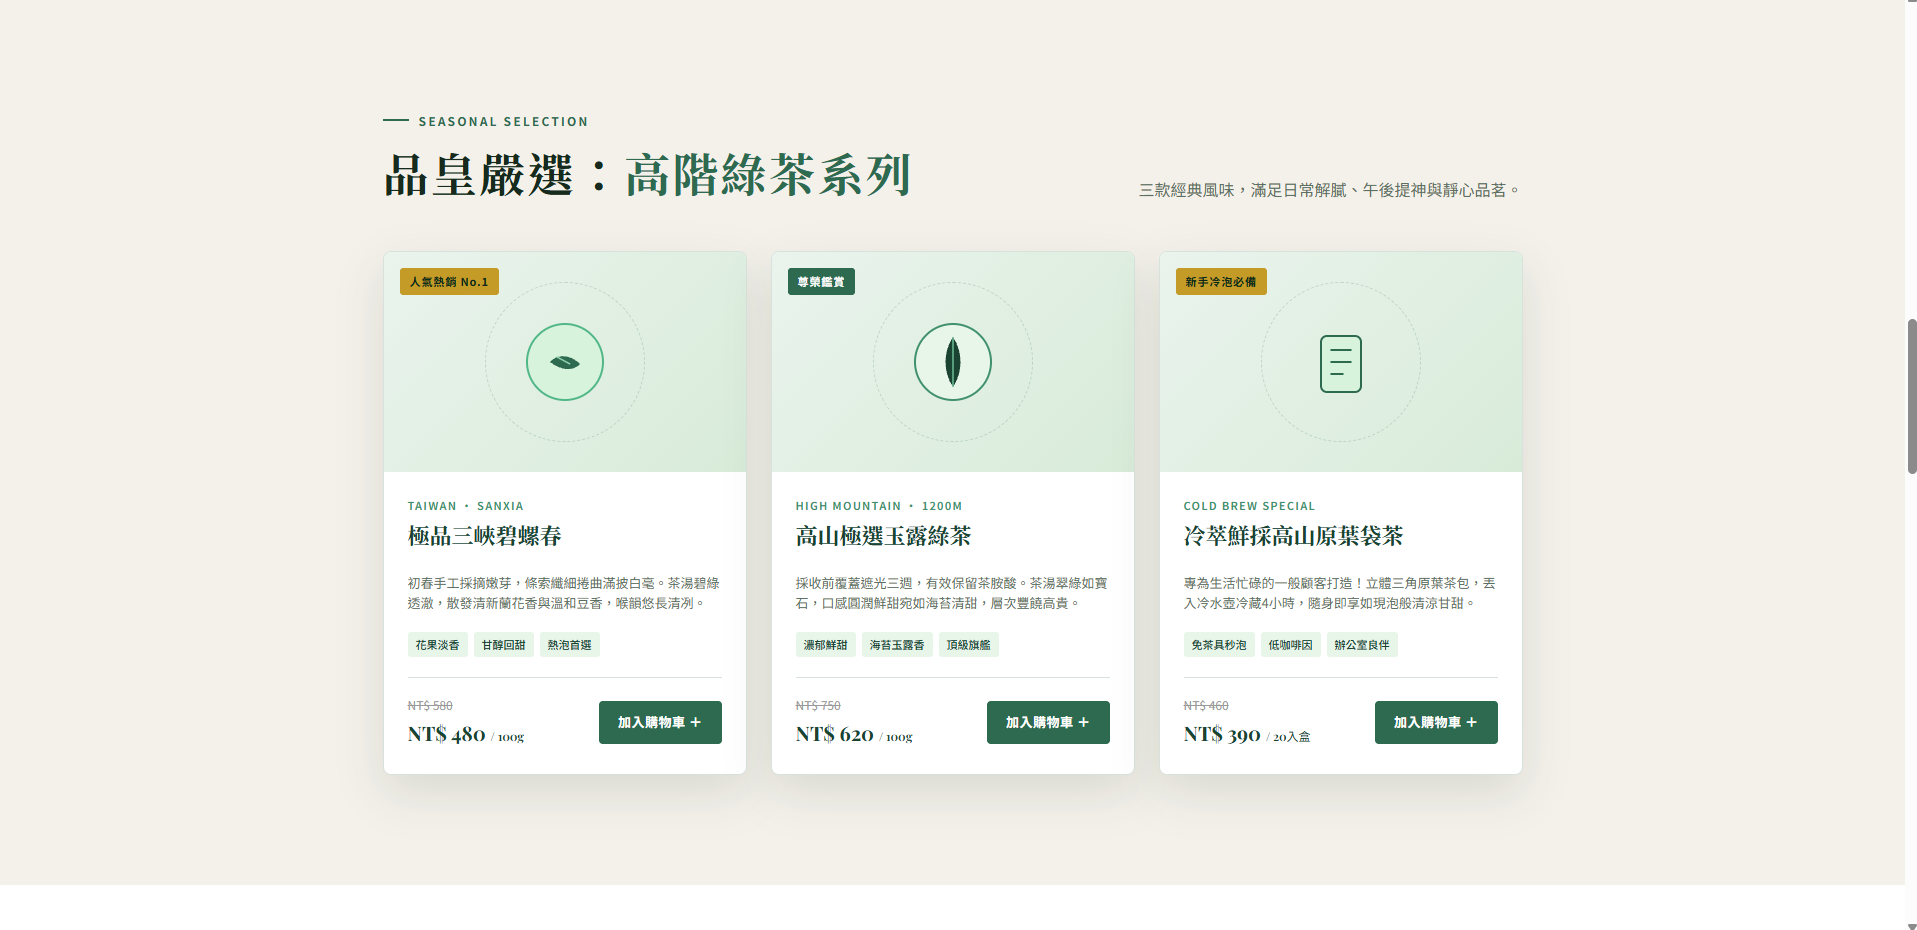 SEASONAL SELECTION
品皇嚴選：高階綠茶系列
三款經典風味，滿足日常解膩、午後提神與靜心品茗。
人氣熱銷 No.1
TAIWAN ・ SANXIA
極品三峽碧螺春
初春手工採摘嫩芽，條索纖細捲曲滿披白毫。茶湯碧綠
透澈，散發清新蘭花香與溫和豆香，喉韻悠長清冽。
花果淡香 甘醇回甜 熱泡首選
NT$ 580
NT$ 480 / 100g
加入購物車 +
尊榮鑑賞
HIGH MOUNTAIN ・ 1200M
高山極選玉露綠茶
採收前覆蓋遮光三週，有效保留茶胺酸。茶湯翠綠如寶
石，口感圓潤鮮甜宛如海苔清甜，層次豐饒高貴。
濃郁鮮甜 海苔玉露香 頂級旗艦
NT$ 750
NT$ 620 / 100g
加入購物車 +
新手冷泡必備
COLD BREW SPECIAL
冷萃鮮採高山原葉袋茶
專為生活忙碌的一般顧客打造！立體三角原葉茶包，丟
入冷水壺冷藏4小時，隨身即享如現泡般清涼甘甜。
免茶具秒泡 低咖啡因 辦公室良伴
NT$ 460
NT$ 390 / 20入盒
加入購物車 +